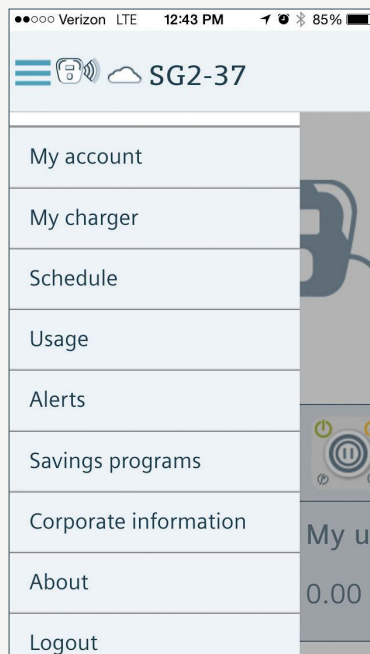 Verizon LTE 12:43 PM 85%
SG2-37
My account
My charger
Schedule
Usage
Alerts
Savings programs
Corporate information
My u
About
0.00
Logout